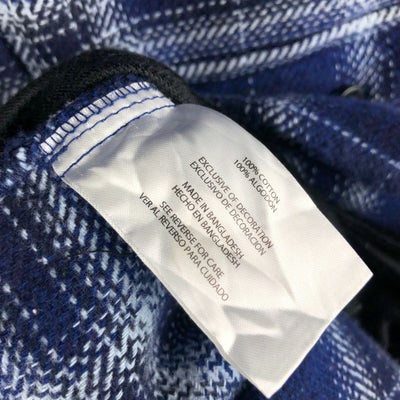 100% COTTON
100% ALGODON
EXCLUSIVE OF DECORATION
EXCLUSIVO DE DECORACION
MADE IN BANGLADESH
HECHO EN BANGLADESH
SEE REVERSE FOR CARE
VER AL REVERSO PARA CUIDADO